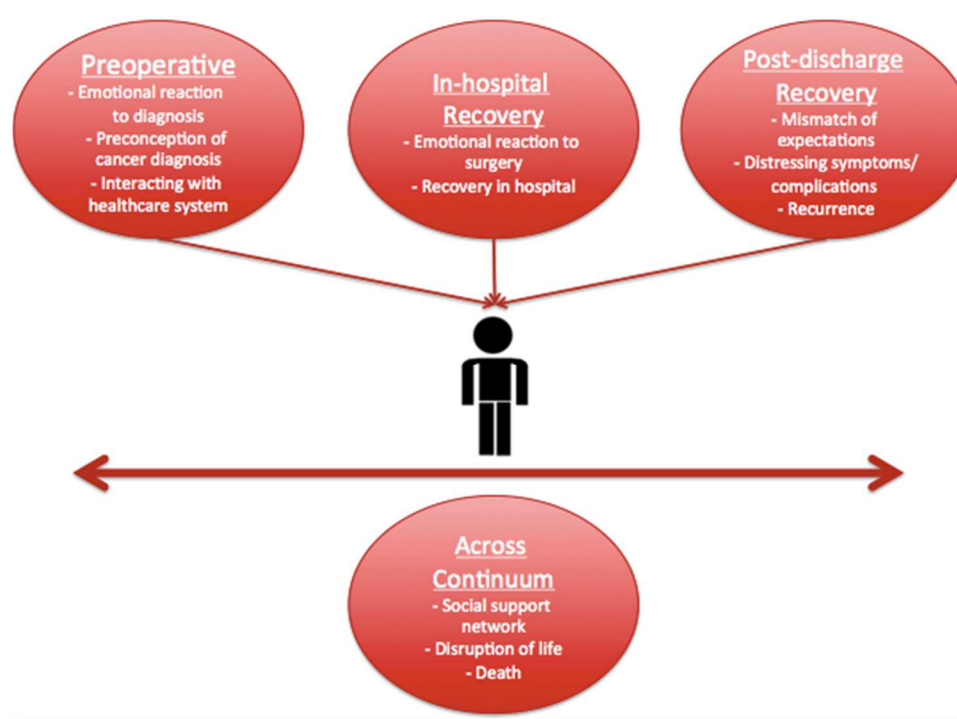 Preoperative
- Emotional reaction
to diagnosis
- Preconception of
cancer diagnosis
- Interacting with
healthcare system
In-hospital
Recovery
- Emotional reaction to
surgery
- Recovery in hospital
Post-discharge
Recovery
- Mismatch of
expectations
- Distressing symptoms/
complications
- Recurrence
Across
Continuum
- Social support
network
- Disruption of life
- Death